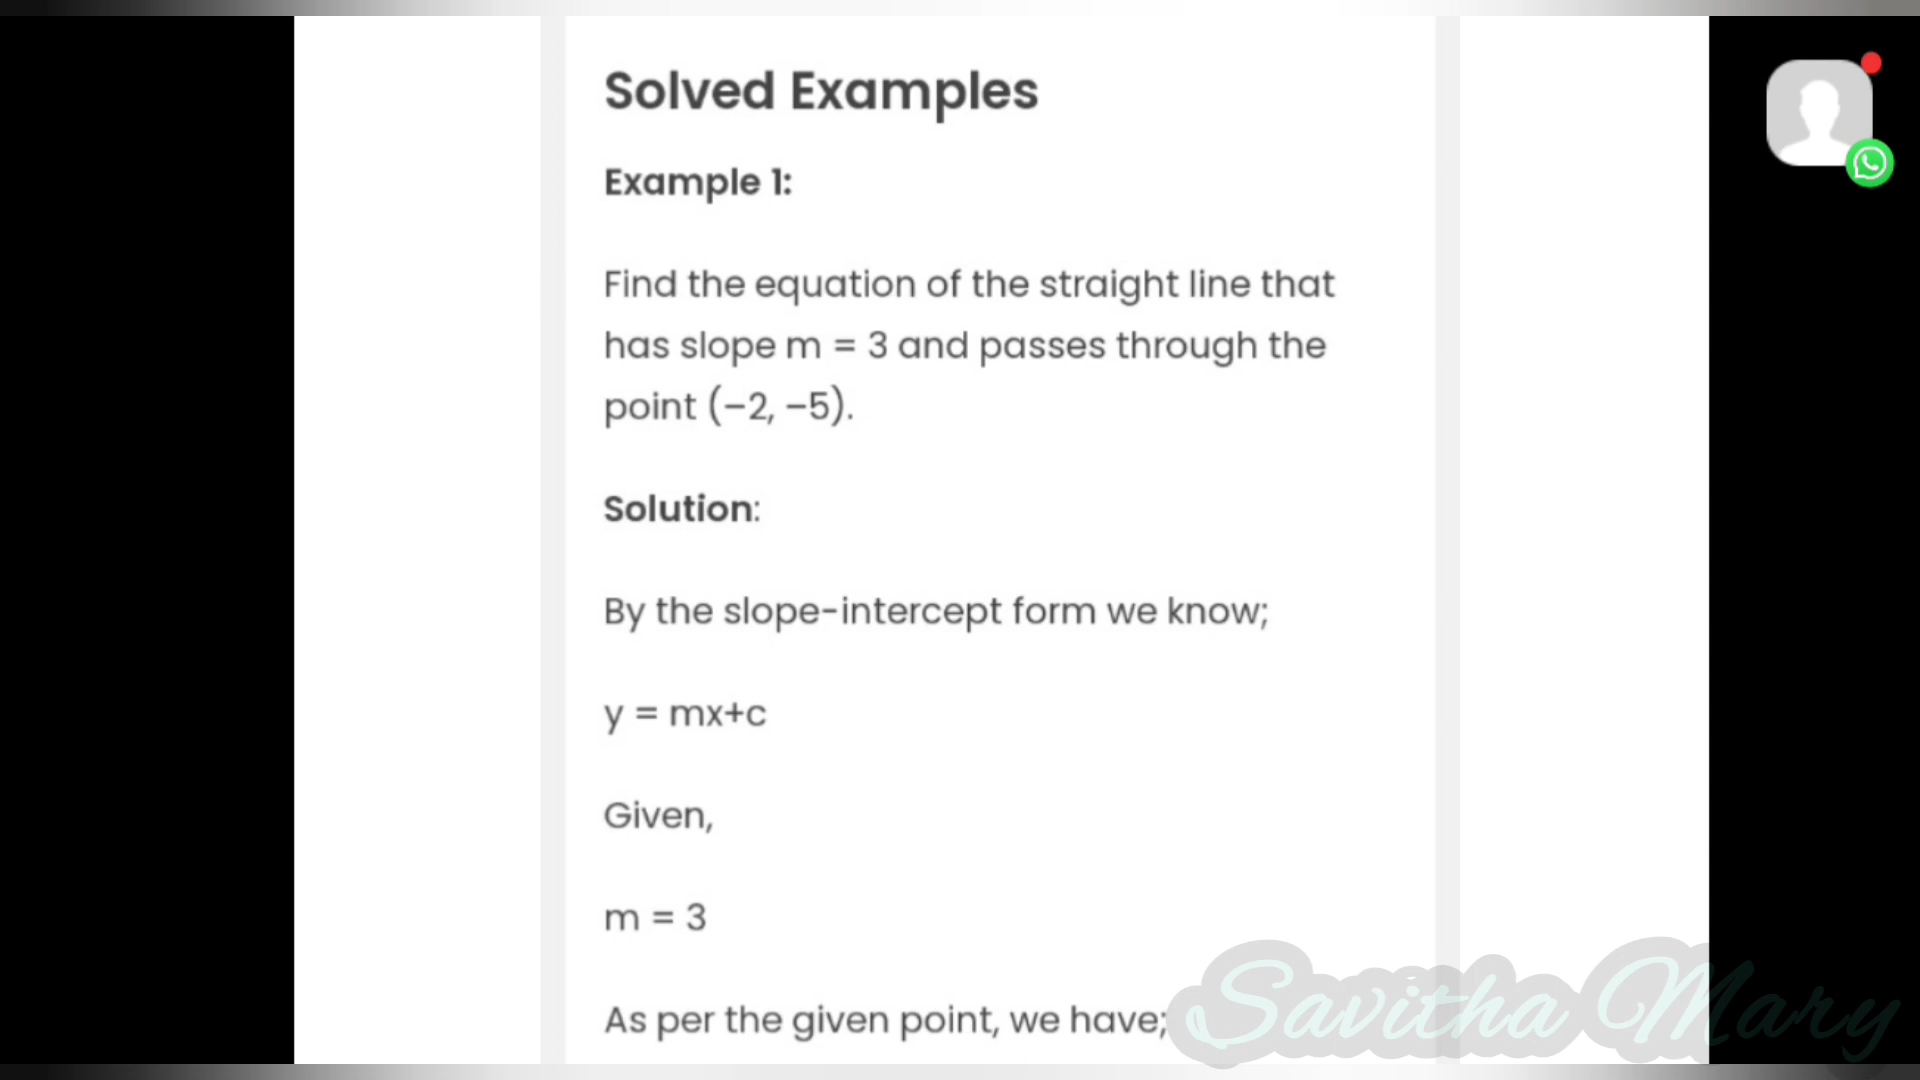 Solved Examples
Example 1:
Find the equation of the straight line that
has slope m = 3 and passes through the
point (–2, –5).
Solution:
By the slope-intercept form we know;
y = mx+c
Given,
m = 3
As per the given point, we have;
Savitha Mary